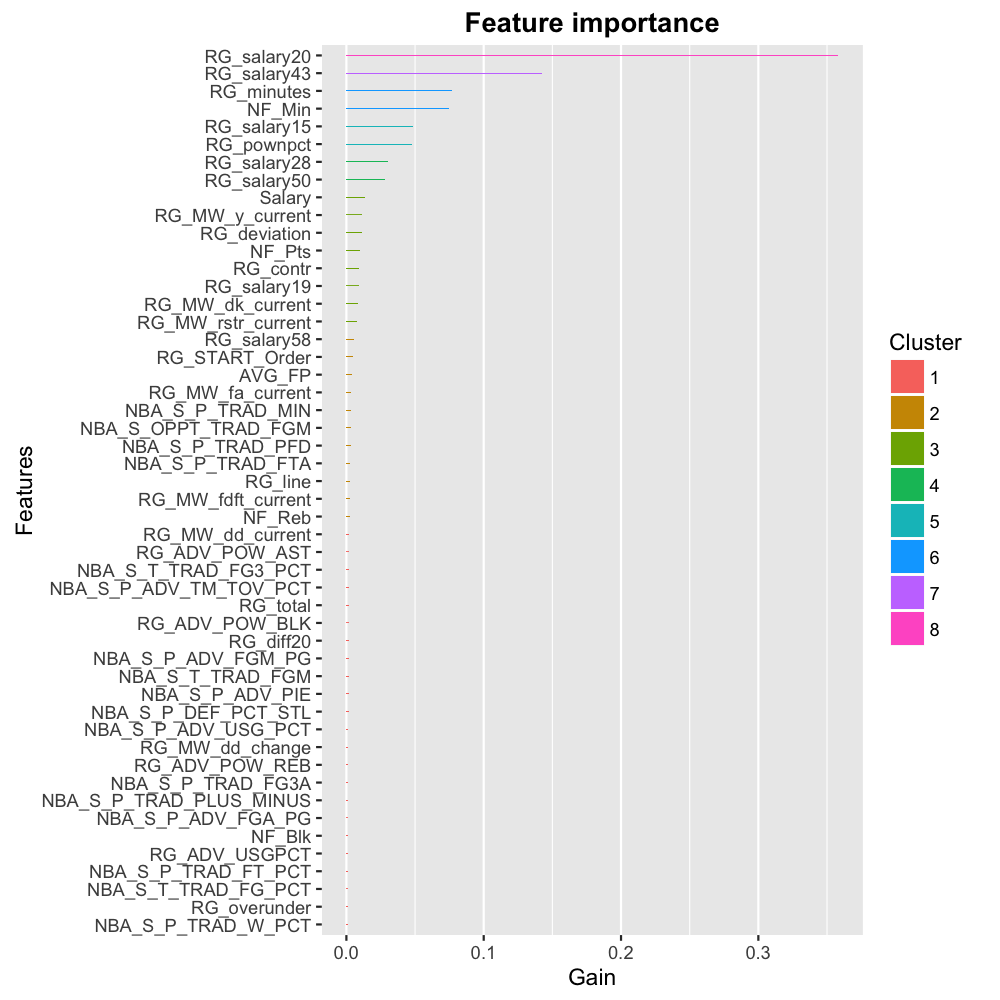 Feature importance
Features
RG_salary20
RG_salary43
RG_minutes
NF_Min
RG_salary15
RG_pownpct
RG_salary28
RG_salary50
Salary
RG_MW_y_current
RG_deviation
NF_Pts
RG_contr
RG_salary19
RG_MW_dk_current
RG_MW_rstr_current
RG_salary58
RG_START_Order
AVG_FP
RG_MW_fa_current
NBA_S_P_TRAD_MIN
NBA_S_OPPT_TRAD_FGM
NBA_S_P_TRAD_PFD
NBA_S_P_TRAD_FTA
RG_line
RG_MW_fdft_current
NF_Reb
RG_MW_dd_current
RG_ADV_POW_AST
NBA_S_T_TRAD_FG3_PCT
NBA_S_P_ADV_TM_TOV_PCT
RG_total
RG_ADV_POW_BLK
RG_diff20
NBA_S_P_ADV_FGM_PG
NBA_S_T_TRAD_FGM
NBA_S_P_ADV_PIE
NBA_S_P_DEF_PCT_STL
NBA_S_P_ADV_USG_PCT
RG_MW_dd_change
RG_ADV_POW_REB
NBA_S_P_TRAD_FG3A
NBA_S_P_TRAD_PLUS_MINUS
NBA_S_P_ADV_FGA_PG
NF_Blk
RG_ADV_USGPCT
NBA_S_P_TRAD_FT_PCT
NBA_S_T_TRAD_FG_PCT
RG_overunder
NBA_S_P_TRAD_W_PCT
0.0 0.1 0.2 0.3
Gain
Cluster
1
2
3
4
5
6
7
8